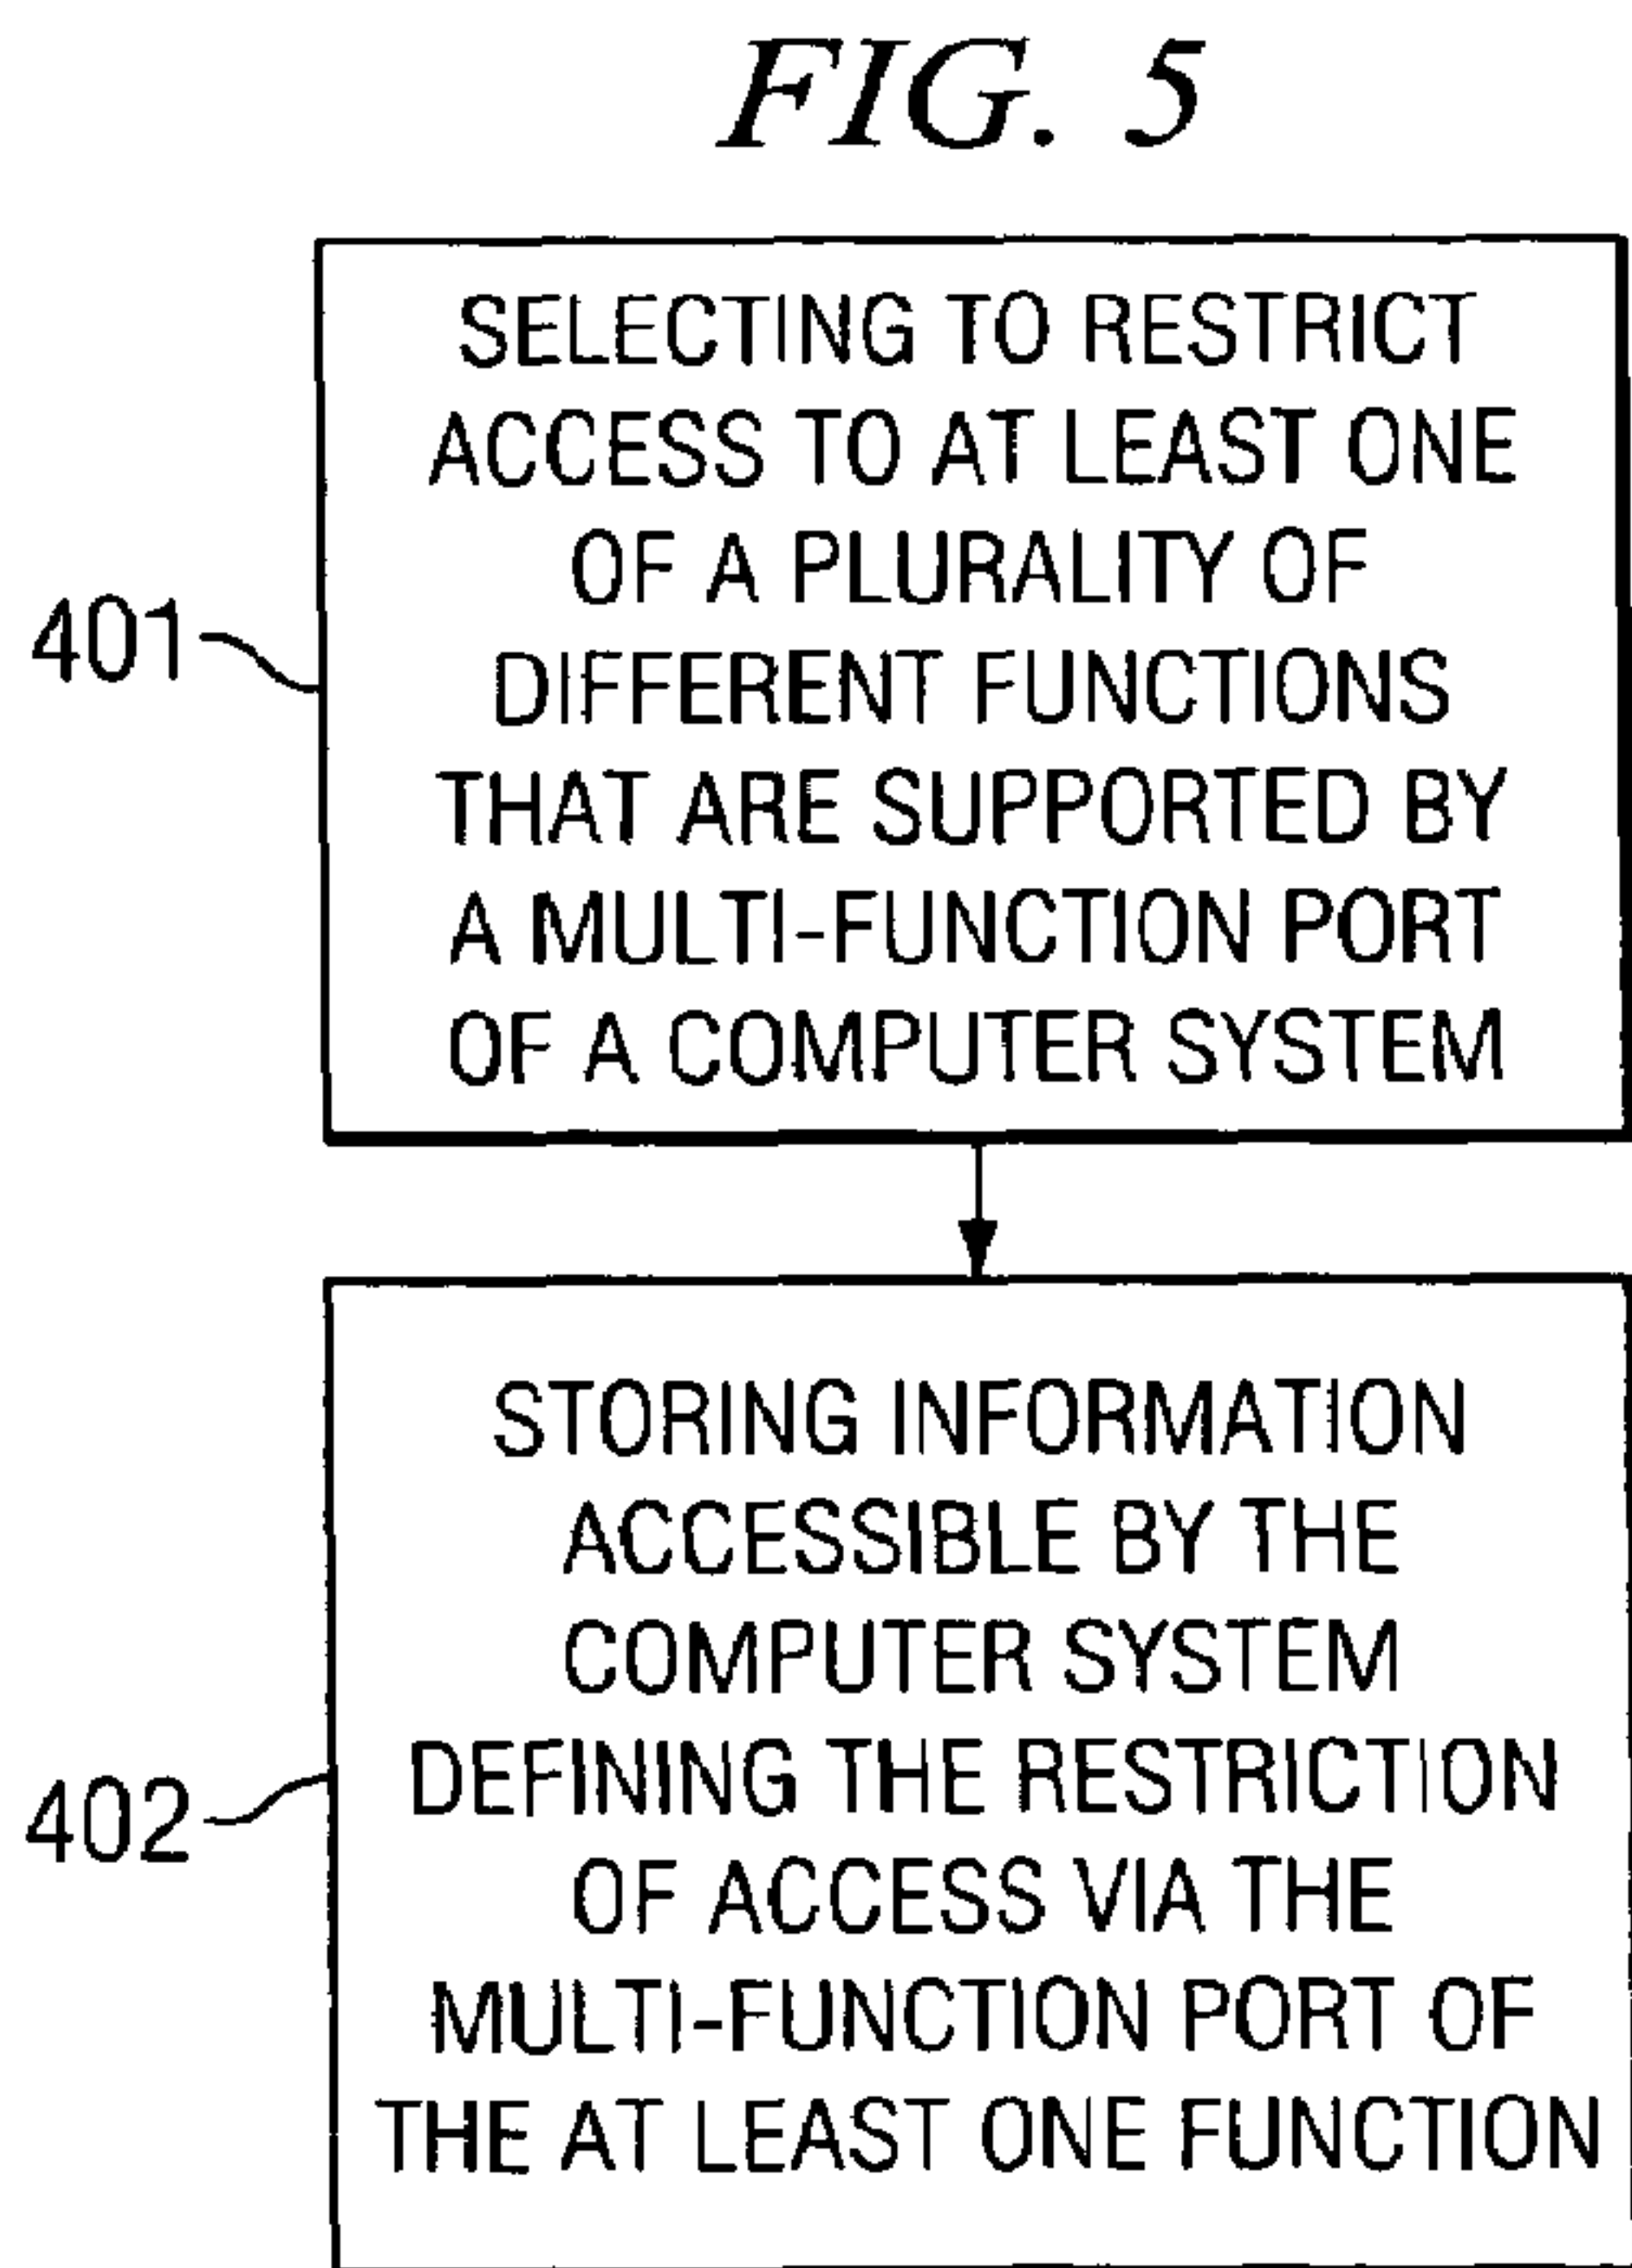 FIG. 5
SELECTING TO RESTRICT
ACCESS TO AT LEAST ONE
OF A PLURALITY OF
DIFFERENT FUNCTIONS
THAT ARE SUPPORTED BY
A MULTI-FUNCTION PORT
OF A COMPUTER SYSTEM
401
STORING INFORMATION
ACCESSIBLE BY THE
COMPUTER SYSTEM
DEFINING THE RESTRICTION
OF ACCESS VIA THE
MULTI-FUNCTION PORT OF
THE AT LEAST ONE FUNCTION
402